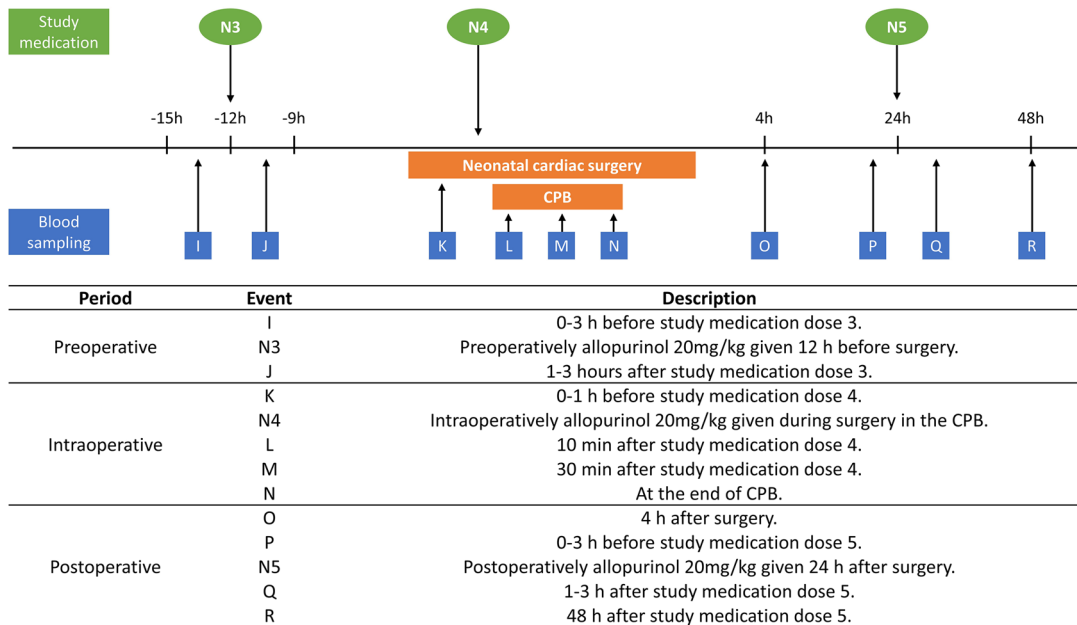 Study
medication
N3
N4
N5
-15h
-12h
-9h
4h
24h
48h
Neonatal cardiac surgery
CPB
Blood
sampling
I
J
K
L
M
N
O
P
Q
R
Period Event Description
I 0-3 h before study medication dose 3.
Preoperative N3 Preoperatively allopurinol 20mg/kg given 12 h before surgery.
J 1-3 hours after study medication dose 3.
K 0-1 h before study medication dose 4.
N4 Intraoperatively allopurinol 20mg/kg given during surgery in the CPB.
Intraoperative L 10 min after study medication dose 4.
M 30 min after study medication dose 4.
N At the end of CPB.
O 4 h after surgery.
P 0-3 h before study medication dose 5.
Postoperative N5 Postoperatively allopurinol 20mg/kg given 24 h after surgery.
Q 1-3 h after study medication dose 5.
R 48 h after study medication dose 5.